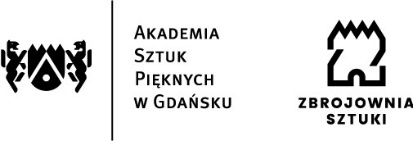 AKADEMIA
SZTUK
PIĘKNYCH
W GDAŃSKU
ZBROJOWNIA
SZTUKI